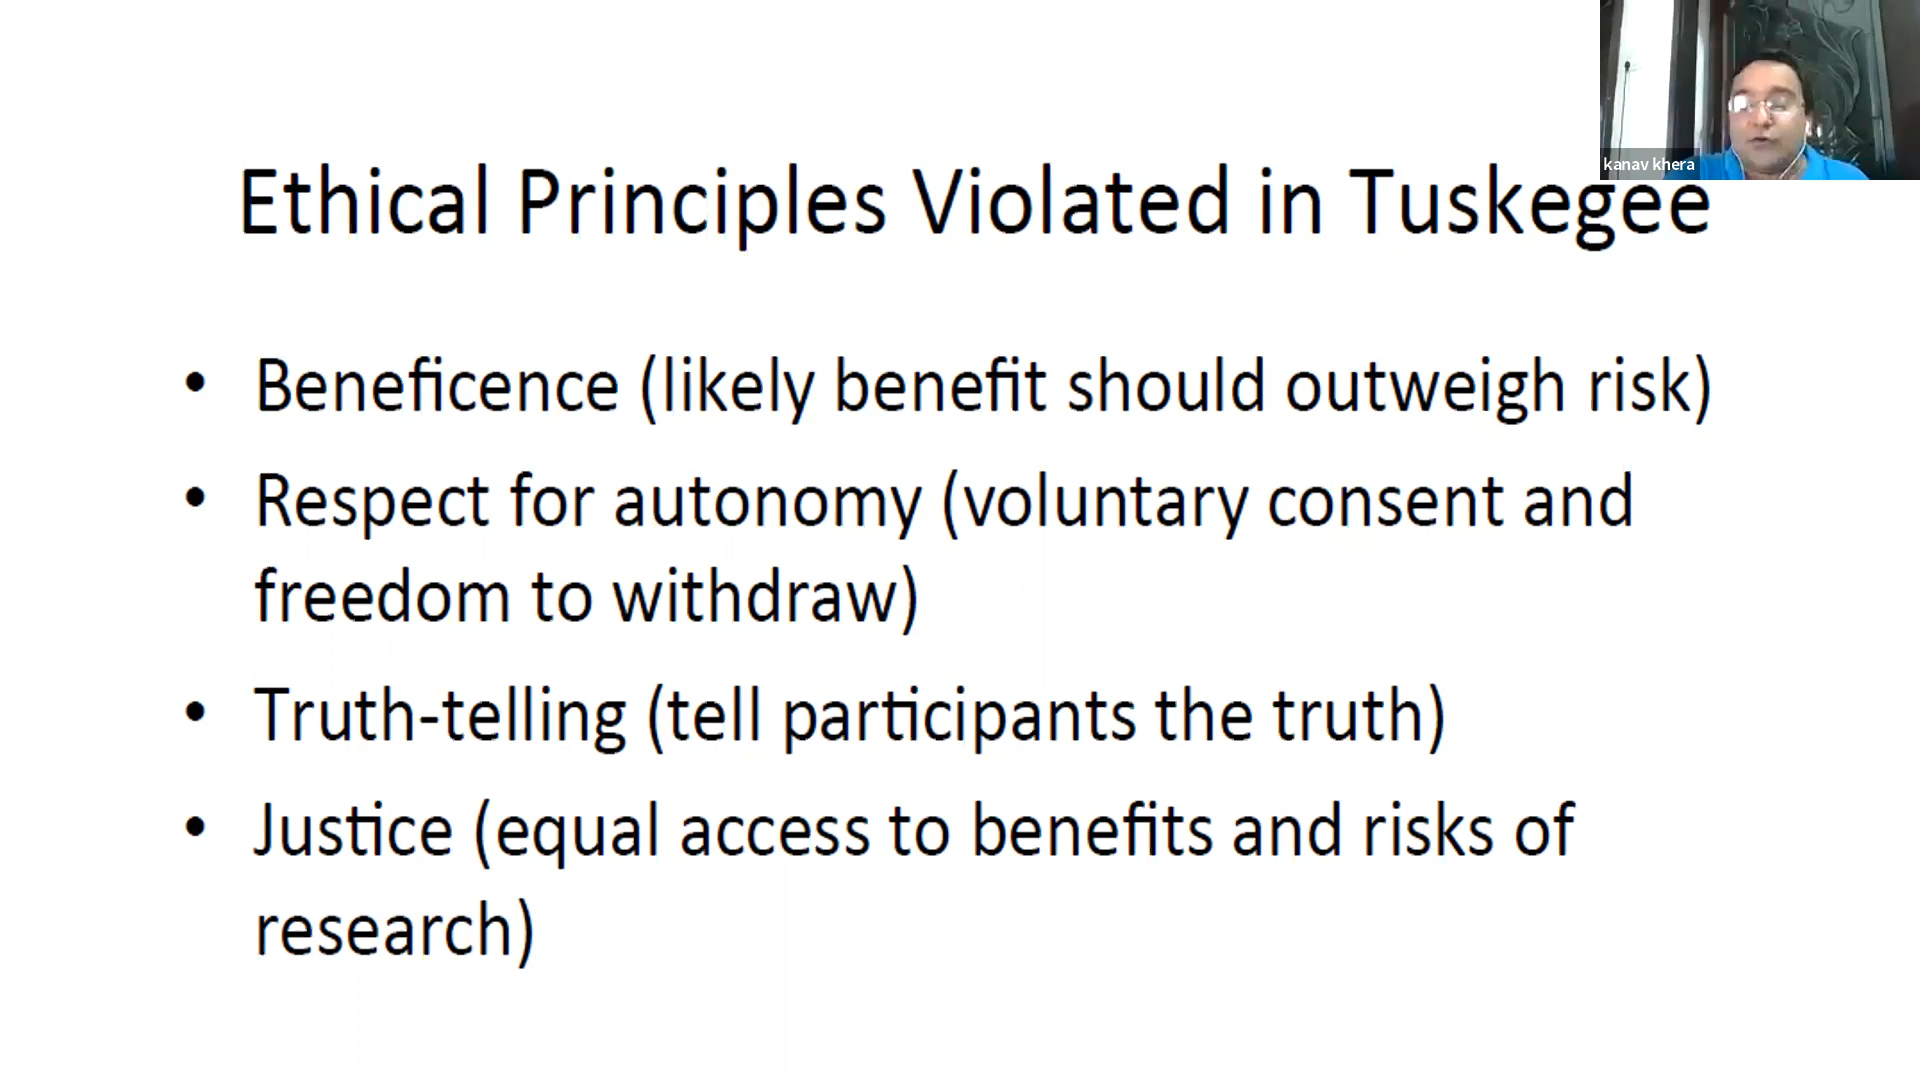 kanav khera
Ethical Principles Violated in Tuskegee
• Beneficence (likely benefit should outweigh risk)
• Respect for autonomy (voluntary consent and
freedom to withdraw)
• Truth-telling (tell participants the truth)
• Justice (equal access to benefits and risks of
research)